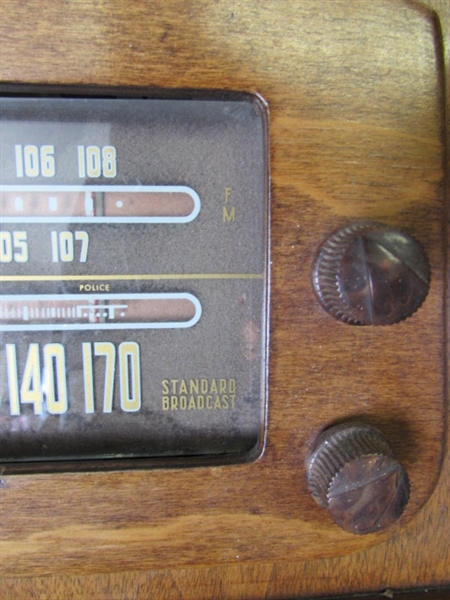 106 108
F
M
05 107
POLICE
140 170
STANDARD
BROADCAST